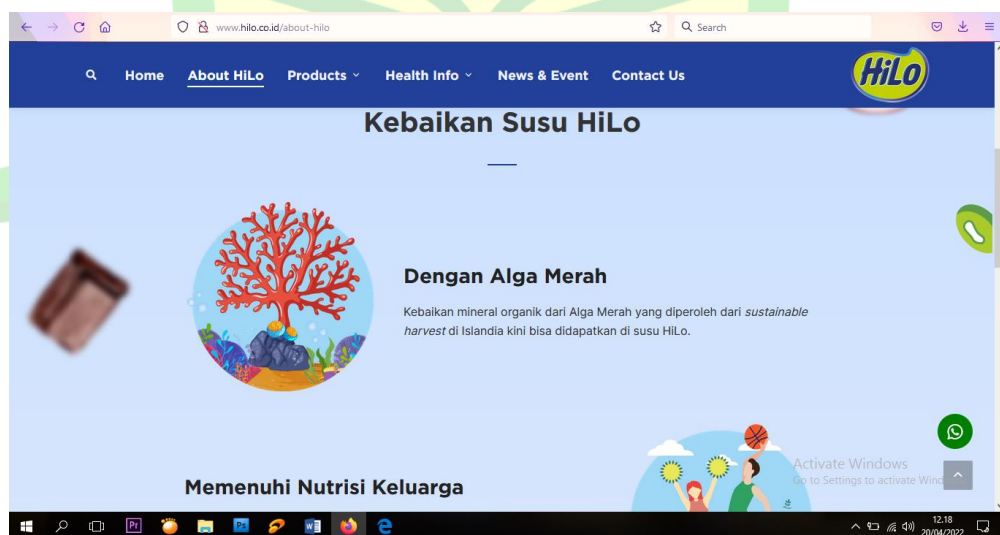 www.hilo.co.id/about-hilo
Search
Home About HiLo Products Health Info News & Event Contact Us
HiLo
Kebaikan Susu HiLo
Dengan Alga Merah
Kebaikan mineral organik dari Alga Merah yang diperoleh dari sustainable
harvest di Islandia kini bisa didapatkan di susu HiLo.
Memenuhi Nutrisi Keluarga
Activate Windows
Go to Settings to activate Wind
Pr
Ps
12.18
20/04/2022